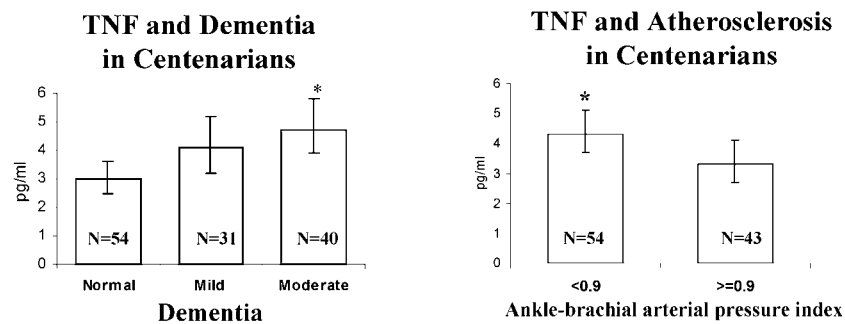 TNF and Dementia
in Centenarians
6
5
4
3
2
1
0
pg/ml
*
N=54
N=31
N=40
Normal
Mild
Moderate
Dementia
TNF and Atherosclerosis
in Centenarians
6
5
4
3
2
1
0
pg/ml
*
N=54
N=43
<0.9
>=0.9
Ankle-brachial arterial pressure index